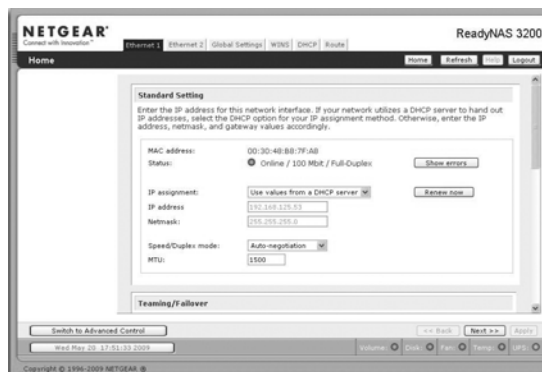 NETGEAR®
Connect with Innovation™
Ethernet 1 Ethernet 2 Global Settings WINS DHCP Route
ReadyNAS 3200
Home
Home Refresh Help Logout
Standard Setting
Enter the IP address for this network interface. If your network utilizes a DHCP server to hand out
IP addresses, select the DHCP option for your IP assignment method. Otherwise, enter the IP
address, netmask, and gateway values accordingly.
MAC address: 00:30:48:B8:7F:A8
Status: Online / 100 Mbit / Full-Duplex Show errors
IP assignment: Use values from a DHCP server Renew now
IP address 192.168.125.53
Netmask: 255.255.255.0
Speed/Duplex mode: Auto-negotiation
MTU: 1500
Teaming/Failover
Switch to Advanced Control << Back Next >> Apply
Wed May 20 17:51:33 2009 Volume: Disk: Fan: Temp: UPS:
Copyright © 1996-2009 NETGEAR ®